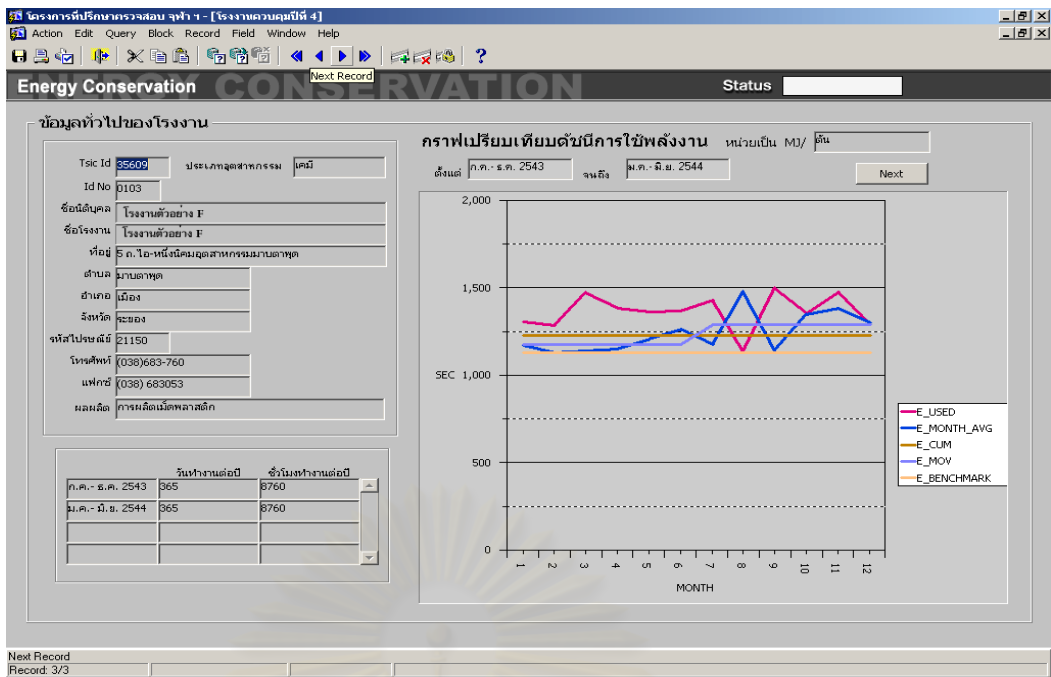 โครงการที่ปรึกษาตรวจสอบ จุฬา ฯ - [โรงงานควบคุมปีที่ 4]
Action Edit Query Block Record Field Window Help
Next Record
ENERGY CONSERVATION
Energy Conservation
Status
ข้อมูลทั่วไปของโรงงาน
Tsic Id 35609 ประเภทอุตสาหกรรม เคมี
Id No 0103
ชื่อนิติบุคล โรงงานตัวอย่าง F
ชื่อโรงงาน โรงงานตัวอย่าง F
ที่อยู่ 5 ถ.ไอ-หนึ่งนิคมอุตสาหกรรมมาบตาพุด
ตำบล มาบตาพุด
อำเภอ เมือง
จังหวัด ระยอง
รหัสไปรษณีย์ 21150
โทรศัพท์ (038)683-760
แฟกซ์ (038) 683053
ผลผลิต การผลิตเม็ดพลาสติก
วันทำงานต่อปี ชั่วโมงทำงานต่อปี
ก.ค.- ธ.ค. 2543 365 8760
ม.ค.- มิ.ย. 2544 365 8760
กราฟเปรียบเทียบดัชนีการใช้พลังงาน หน่วยเป็น MJ/ ตัน
ตั้งแต่ ก.ค.- ธ.ค. 2543 จนถึง ม.ค.- มิ.ย. 2544
Next
2,000
1,500
SEC 1,000
500
0
1 2 3 4 5 6 7 8 9 10 11 12
MONTH
E_USED
E_MONTH_AVG
E_CUM
E_MOV
E_BENCHMARK
Next Record
Record: 3/3